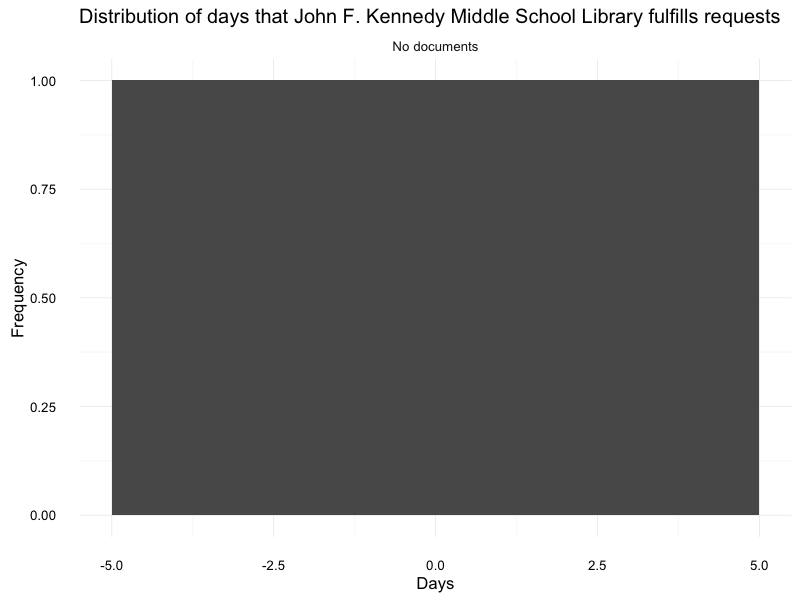 Distribution of days that John F. Kennedy Middle School Library fulfills requests
No documents
1.00
0.75
0.50
0.25
0.00
Frequency
-5.0 -2.5 0.0 2.5 5.0
Days